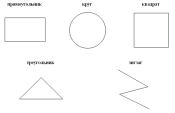 прямоугольник круг квадрат
треугольник зигзаг